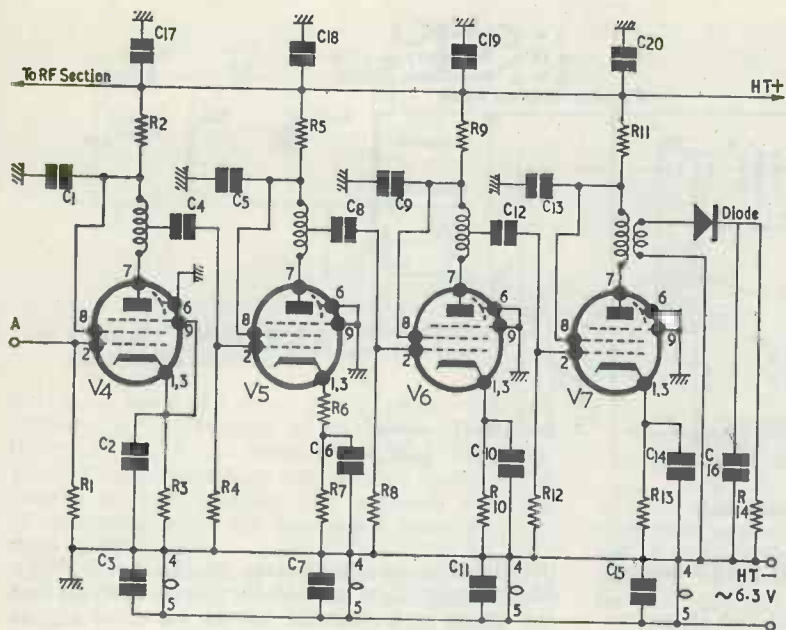 C17 C18 C19 C20
To RF Section HT+
R2 R5 R9 R11
C1 C4 C5 C8 C9 C12 C13 Diode
7 6 7 6 7 6 7 6
8 9 8 9 8 9 8 9
A 2 2 2 2
V4 1,3 V5 1,3 V6 1,3 V7 1,3
R6
C2 C6 C10 C14 C16
R1 R3 R4 R7 R8 R10 R12 R13 R14
C3 4 C7 4 C11 4 C15 4 HT−
5 5 5 5 ~6.3 V